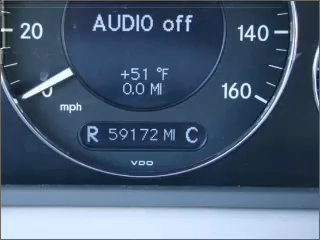 AUDIO off
20 140
+51 °F
0.0 MI
0 160
mph
R 59172 MI C
VDO